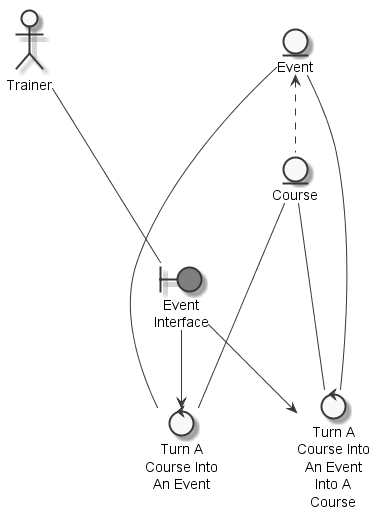 Event
Trainer
Course
Event
Interface
Turn A
Course Into
An Event
Turn A
Course Into
An Event
Into A
Course